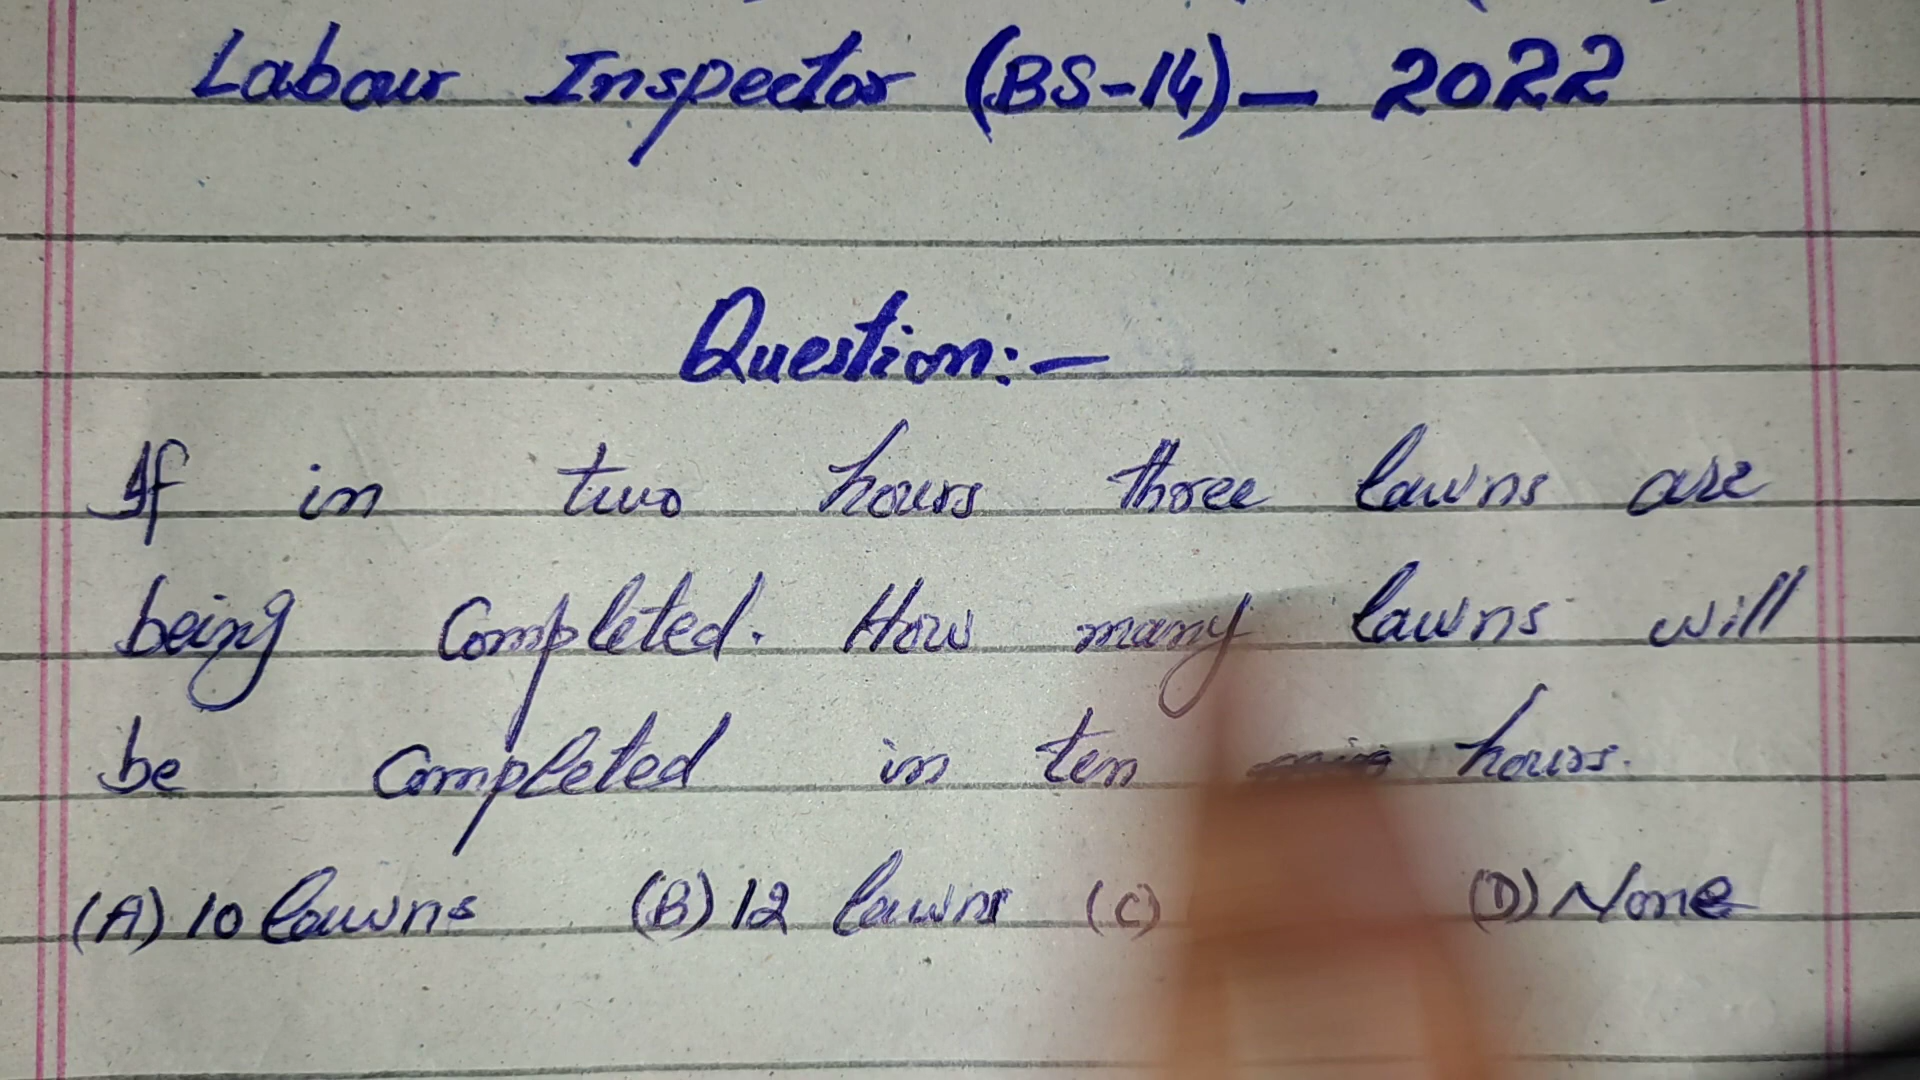 Labour Inspector (BS-14) — 2022
Question:—
If in two hours three lawns are
being Completed. How many lawns will
be Completed in ten hours.
(A) 10 lawns (B) 12 lawns (C) (D) None